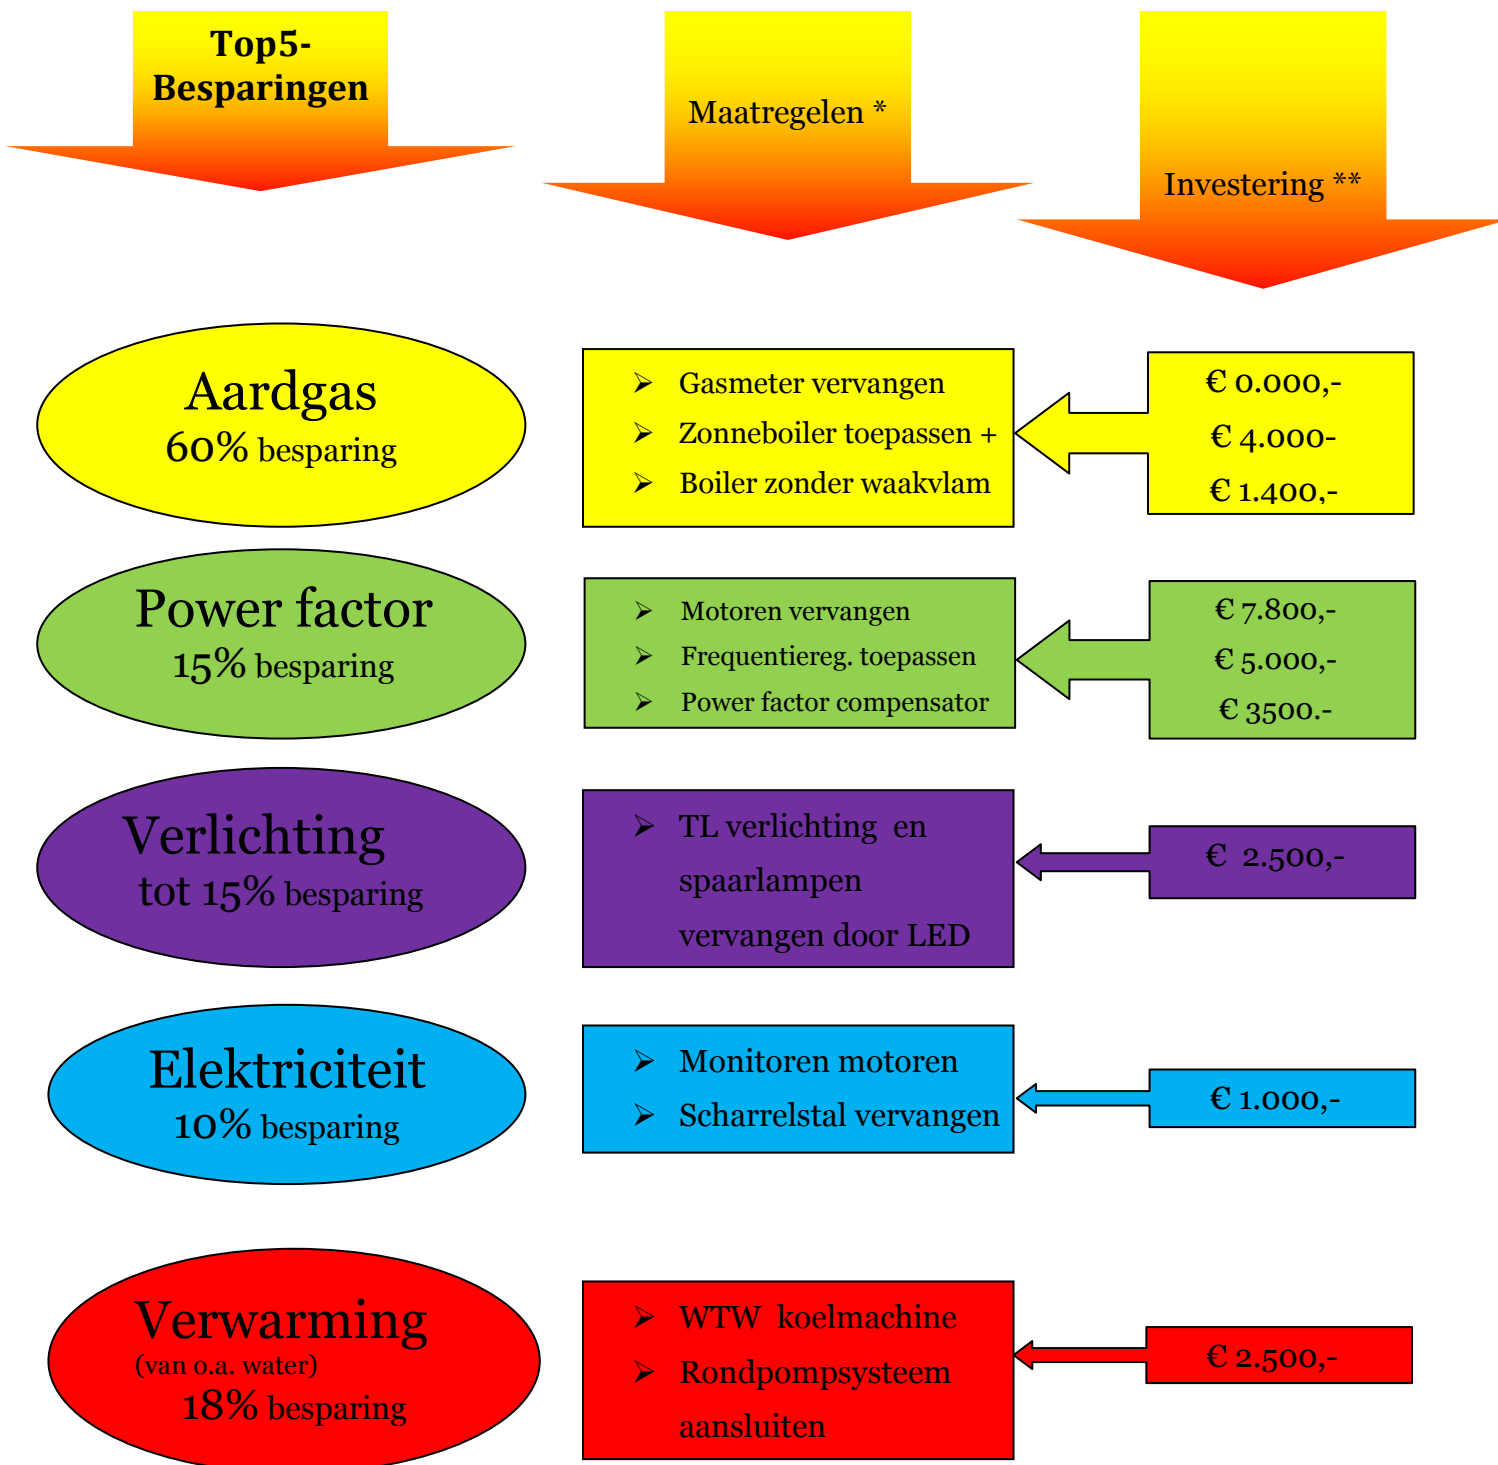 Top5-
Besparingen
Maatregelen *
Investering **
Aardgas
60% besparing
➢ Gasmeter vervangen
➢ Zonneboiler toepassen +
➢ Boiler zonder waakvlam
€ 0.000,-
€ 4.000-
€ 1.400,-
Power factor
15% besparing
➢ Motoren vervangen
➢ Frequentiereg. toepassen
➢ Power factor compensator
€ 7.800,-
€ 5.000,-
€ 3500.-
Verlichting
tot 15% besparing
➢ TL verlichting en
spaarlampen
vervangen door LED
€ 2.500,-
Elektriciteit
10% besparing
➢ Monitoren motoren
➢ Scharrelstal vervangen
€ 1.000,-
Verwarming
(van o.a. water)
18% besparing
➢ WTW koelmachine
➢ Rondpompsysteem
aansluiten
€ 2.500,-